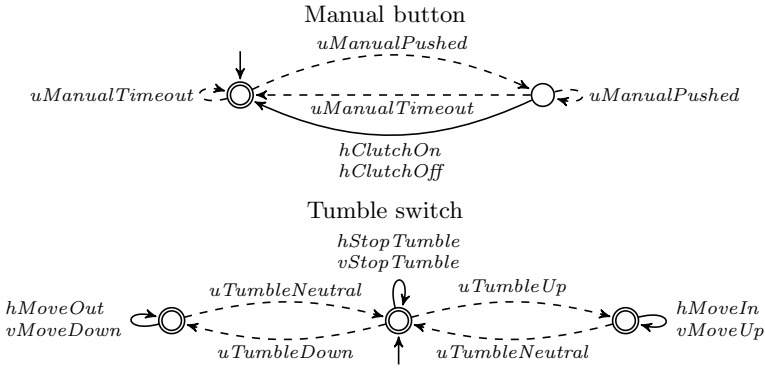 Manual button
uManualPushed
uManualTimeout
uManualPushed
uManualTimeout
hClutchOn
hClutchOff
Tumble switch
hStopTumble
vStopTumble
uTumbleNeutral
uTumbleUp
hMoveOut
vMoveDown
hMoveIn
vMoveUp
uTumbleDown
uTumbleNeutral